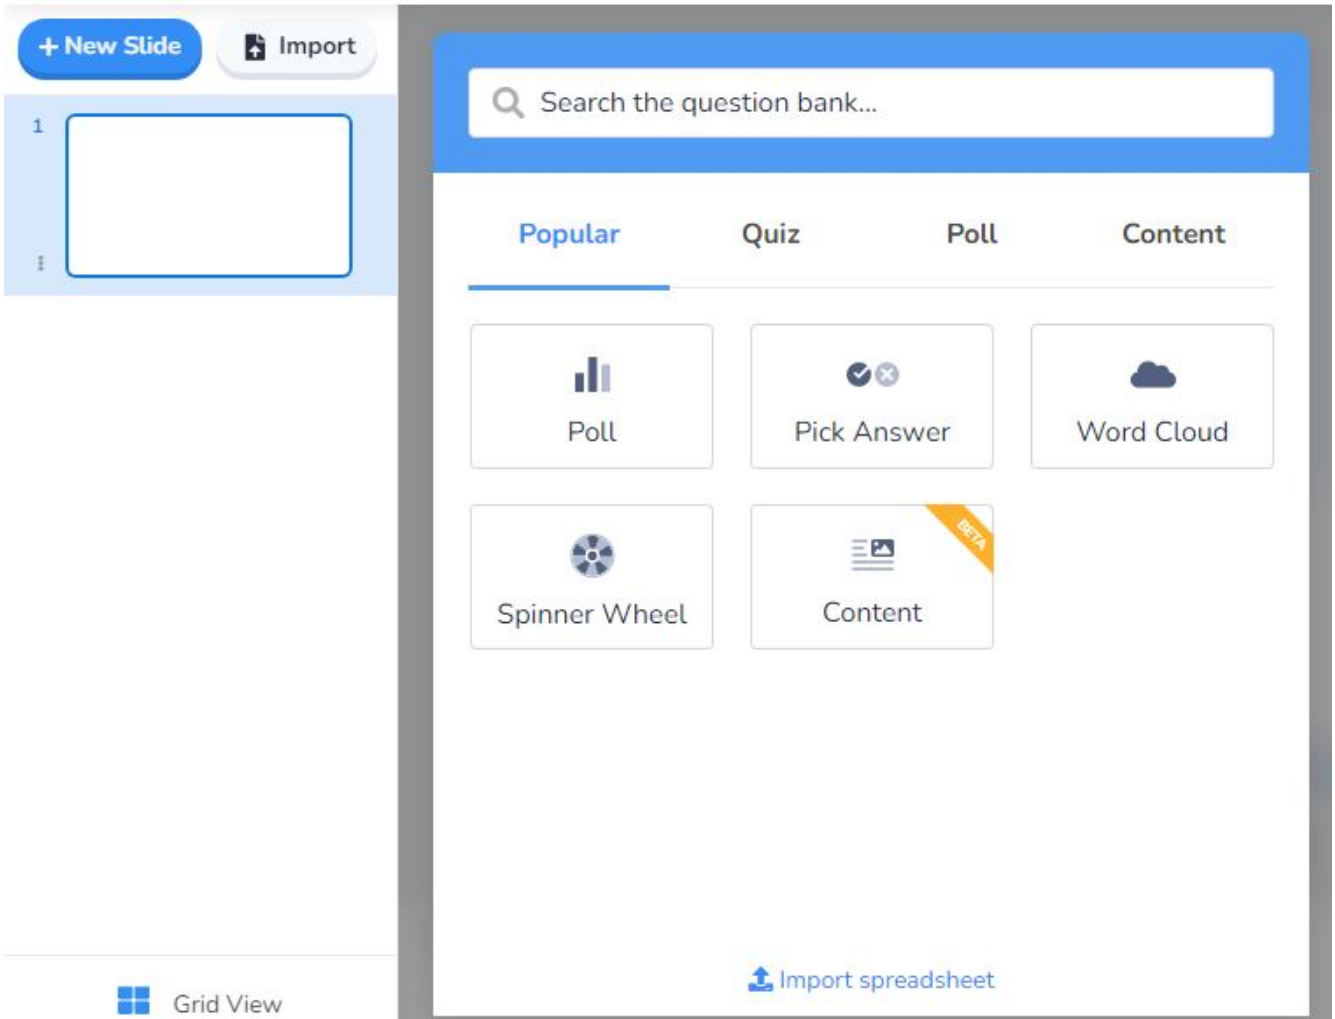 + New Slide
Import
1
Search the question bank...
Popular
Quiz
Poll
Content
Poll
Pick Answer
Word Cloud
Spinner Wheel
Content
BETA
Import spreadsheet
Grid View